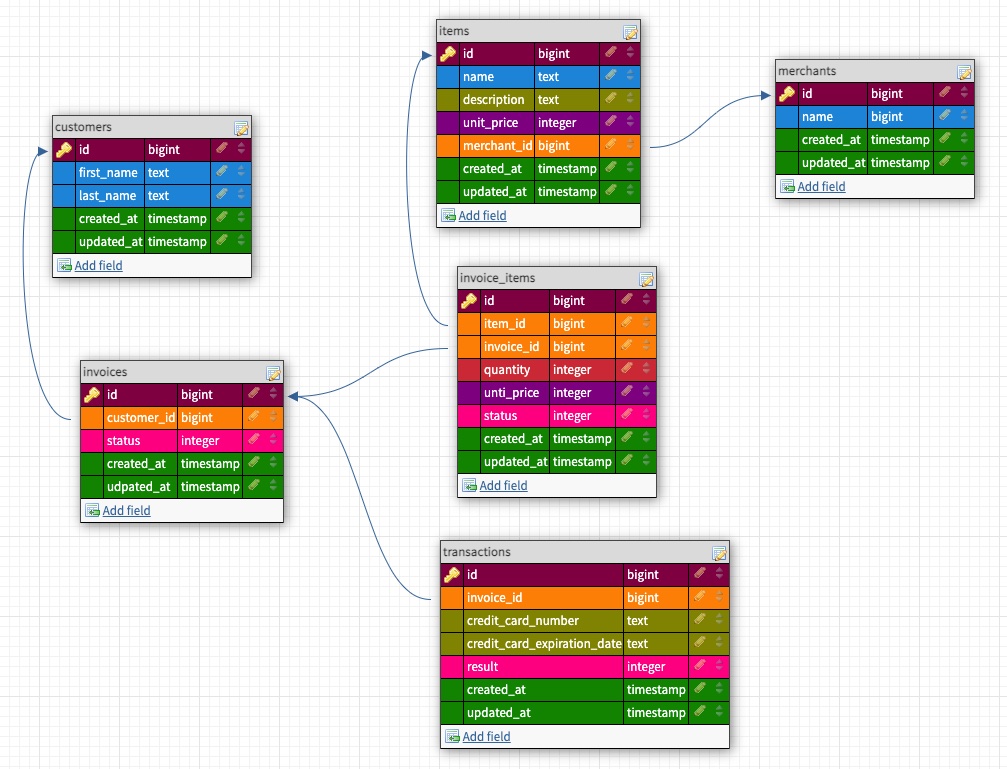 items
id bigint
name text
description text
unit_price integer
merchant_id bigint
created_at timestamp
updated_at timestamp
Add field
merchants
id bigint
name bigint
created_at timestamp
updated_at timestamp
Add field
customers
id bigint
first_name text
last_name text
created_at timestamp
updated_at timestamp
Add field
invoice_items
id bigint
item_id bigint
invoice_id bigint
quantity integer
unti_price integer
status integer
created_at timestamp
updated_at timestamp
Add field
invoices
id bigint
customer_id bigint
status integer
created_at timestamp
udpated_at timestamp
Add field
transactions
id bigint
invoice_id bigint
credit_card_number text
credit_card_expiration_date text
result integer
created_at timestamp
updated_at timestamp
Add field